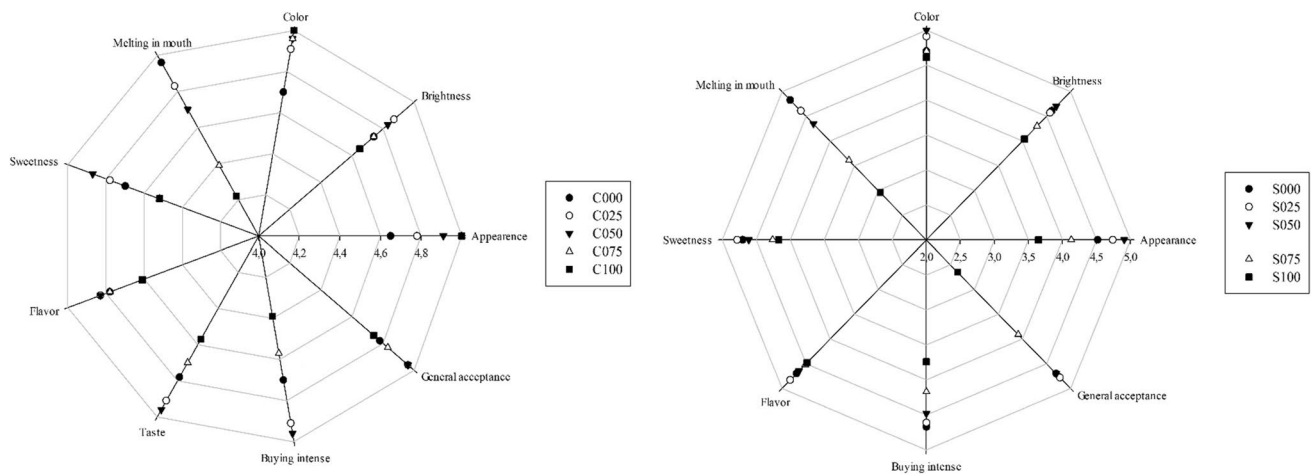 Color
Melting in mouth
Brightness
Sweetness
4,0 4,2 4,4 4,6 4,8
Appearence
Flavor
General acceptance
Taste
Buying intense
C000
C025
C050
C075
C100
Color
Melting in mouth
Brightness
Sweetness
2,0 2,5 3,0 3,5 4,0 4,5 5,0
Appearance
Flavor
General acceptance
Buying intense
S000
S025
S050
S075
S100